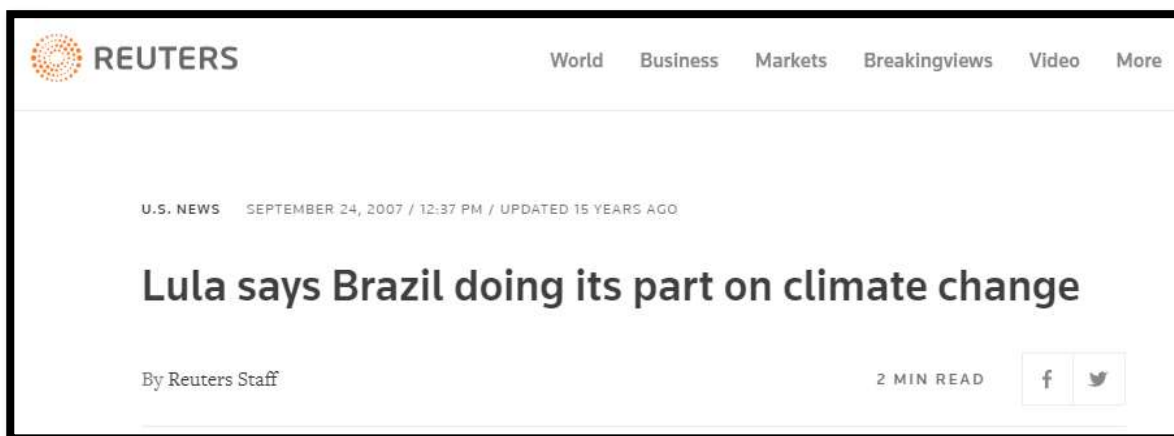 REUTERS World Business Markets Breakingviews Video More
U.S. NEWS SEPTEMBER 24, 2007 / 12:37 PM / UPDATED 15 YEARS AGO
Lula says Brazil doing its part on climate change
By Reuters Staff 2 MIN READ